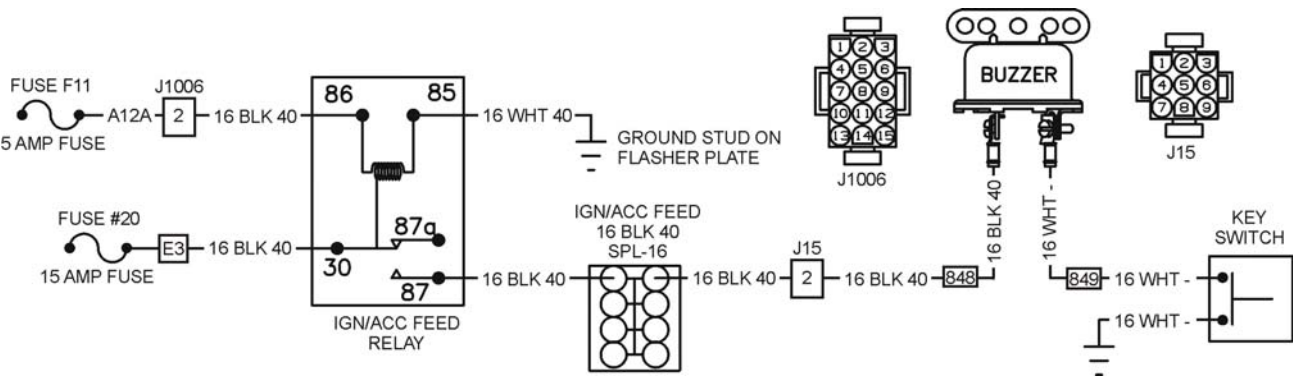 FUSE F11
5 AMP FUSE
A12A
J1006
2
16 BLK 40
86
85
16 WHT 40
GROUND STUD ON
FLASHER PLATE
FUSE #20
15 AMP FUSE
E3
16 BLK 40
30
87a
87
IGN/ACC FEED
RELAY
16 BLK 40
IGN/ACC FEED
16 BLK 40
SPL-16
16 BLK 40
J15
2
16 BLK 40
848
16 BLK 40
1 2 3
4 5 6
7 8 9
10 11 12
13 14 15
J1006
BUZZER
16 WHT -
849
16 WHT -
16 WHT -
KEY
SWITCH
1 2 3
4 5 6
7 8 9
J15